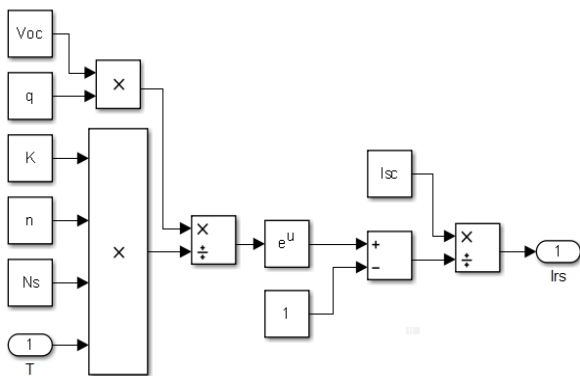 Voc
q
K
n
Ns
1
T
×
×
×
÷
e^u
1
+
−
Isc
×
÷
1
Irs